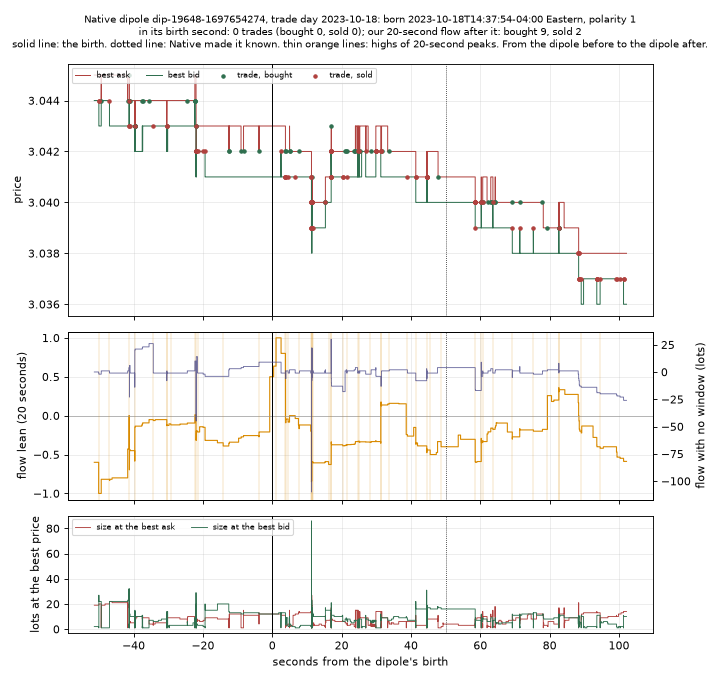 Native dipole dip-19648-1697654274, trade day 2023-10-18: born 2023-10-18T14:37:54-04:00 Eastern, polarity 1
in its birth second: 0 trades (bought 0, sold 0); our 20-second flow after it: bought 9, sold 2
solid line: the birth. dotted line: Native made it known. thin orange lines: highs of 20-second peaks. From the dipole before to the dipole after.
best ask best bid trade, bought trade, sold
3.044
3.042
3.040
3.038
3.036
price
1.0
0.5
0.0
−0.5
−1.0
flow lean (20 seconds)
25
0
−25
−50
−75
−100
flow with no window (lots)
size at the best ask size at the best bid
80
60
40
20
0
lots at the best price
−40 −20 0 20 40 60 80 100
seconds from the dipole's birth